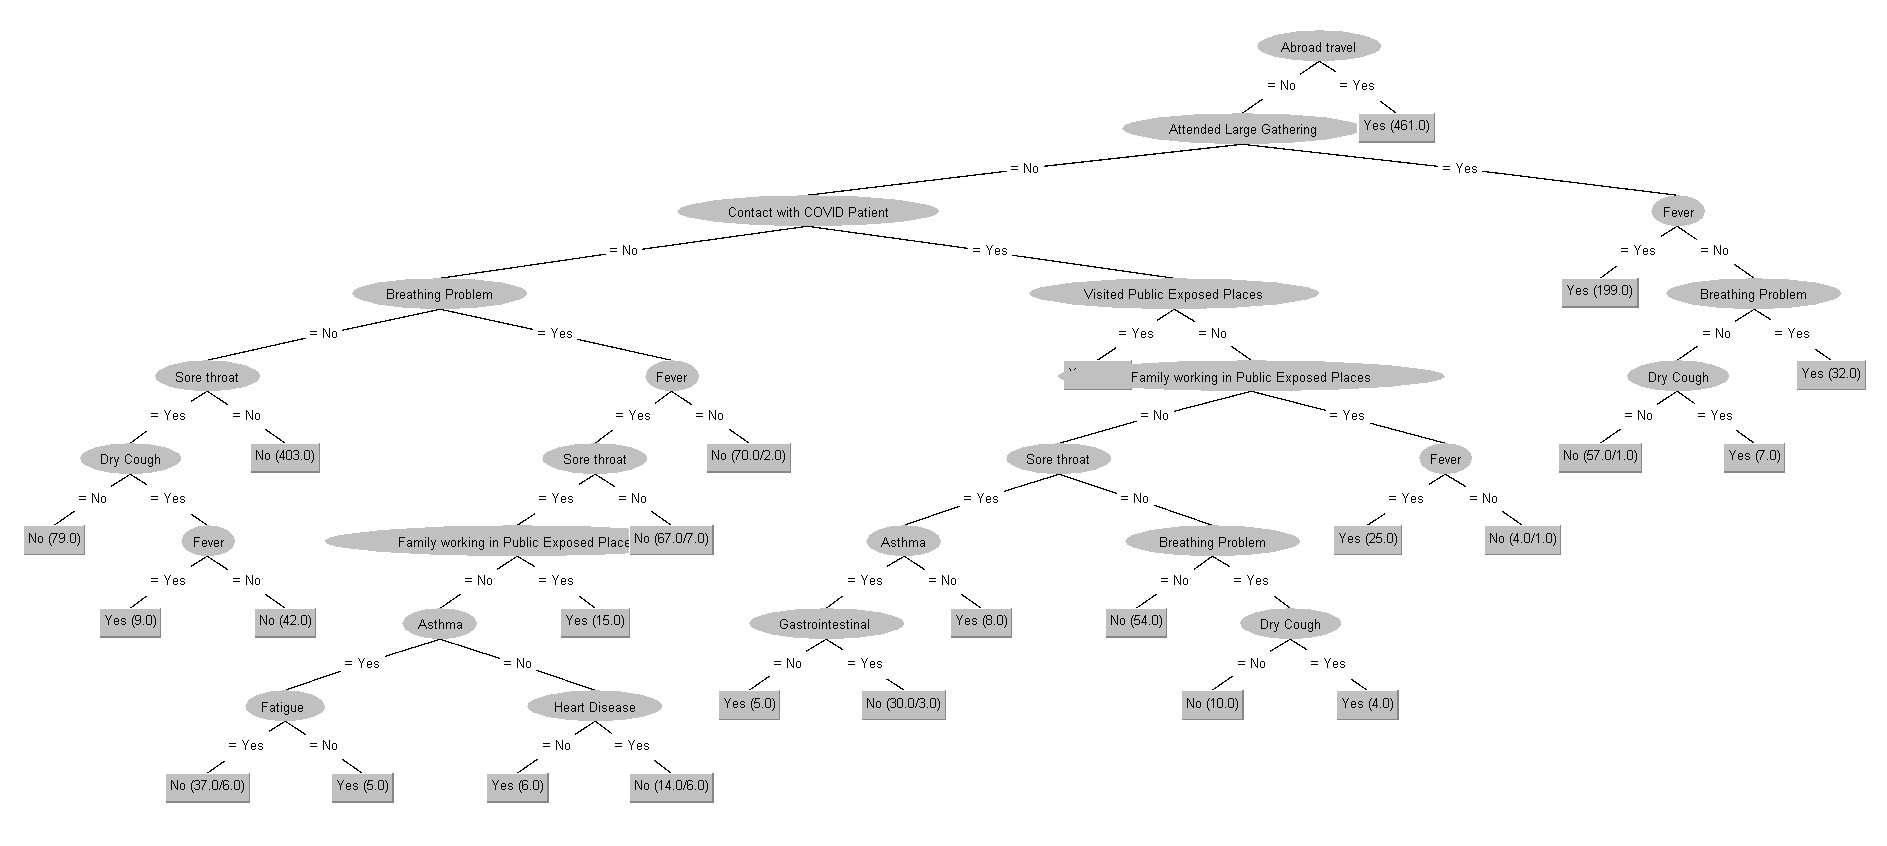 Abroad travel
= No
= Yes
Attended Large Gathering
Yes (461.0)
= No
= Yes
Contact with COVID Patient
Fever
= No
= Yes
= Yes
= No
Breathing Problem
Visited Public Exposed Places
Yes (199.0)
Breathing Problem
= No
= Yes
= Yes
= No
= No
= Yes
Sore throat
Fever
Family working in Public Exposed Places
Dry Cough
Yes (32.0)
= Yes
= No
= Yes
= No
= No
= Yes
= No
= Yes
Dry Cough
No (403.0)
Sore throat
No (70.0/2.0)
Sore throat
Fever
No (57.0/1.0)
Yes (7.0)
= No
= Yes
= Yes
= No
= Yes
= No
= Yes
= No
No (79.0)
Fever
Family working in Public Exposed Place
No (67.0/7.0)
Asthma
Breathing Problem
Yes (25.0)
No (4.0/1.0)
= Yes
= No
= No
= Yes
= Yes
= No
= No
= Yes
Yes (9.0)
No (42.0)
Asthma
Yes (15.0)
Gastrointestinal
Yes (8.0)
No (54.0)
Dry Cough
= Yes
= No
= No
= Yes
= No
= Yes
Fatigue
Heart Disease
Yes (5.0)
No (30.0/3.0)
No (10.0)
Yes (4.0)
= Yes
= No
= No
= Yes
No (37.0/6.0)
Yes (5.0)
Yes (6.0)
No (14.0/6.0)